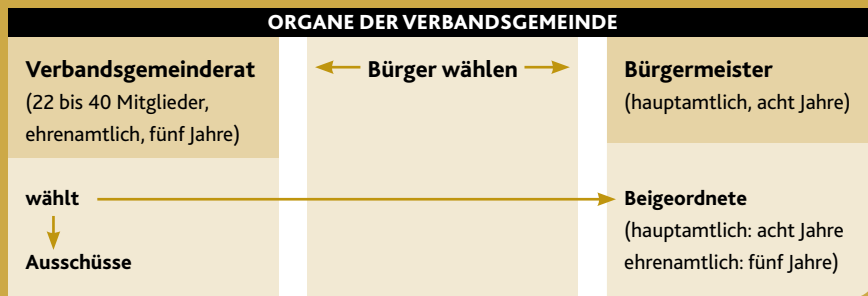 ORGANE DER VERBANDSGEMEINDE
Verbandsgemeinderat
(22 bis 40 Mitglieder,
ehrenamtlich, fünf Jahre)
Bürger wählen
Bürgermeister
(hauptamtlich, acht Jahre)
wählt
Ausschüsse
Beigeordnete
(hauptamtlich: acht Jahre
ehrenamtlich: fünf Jahre)